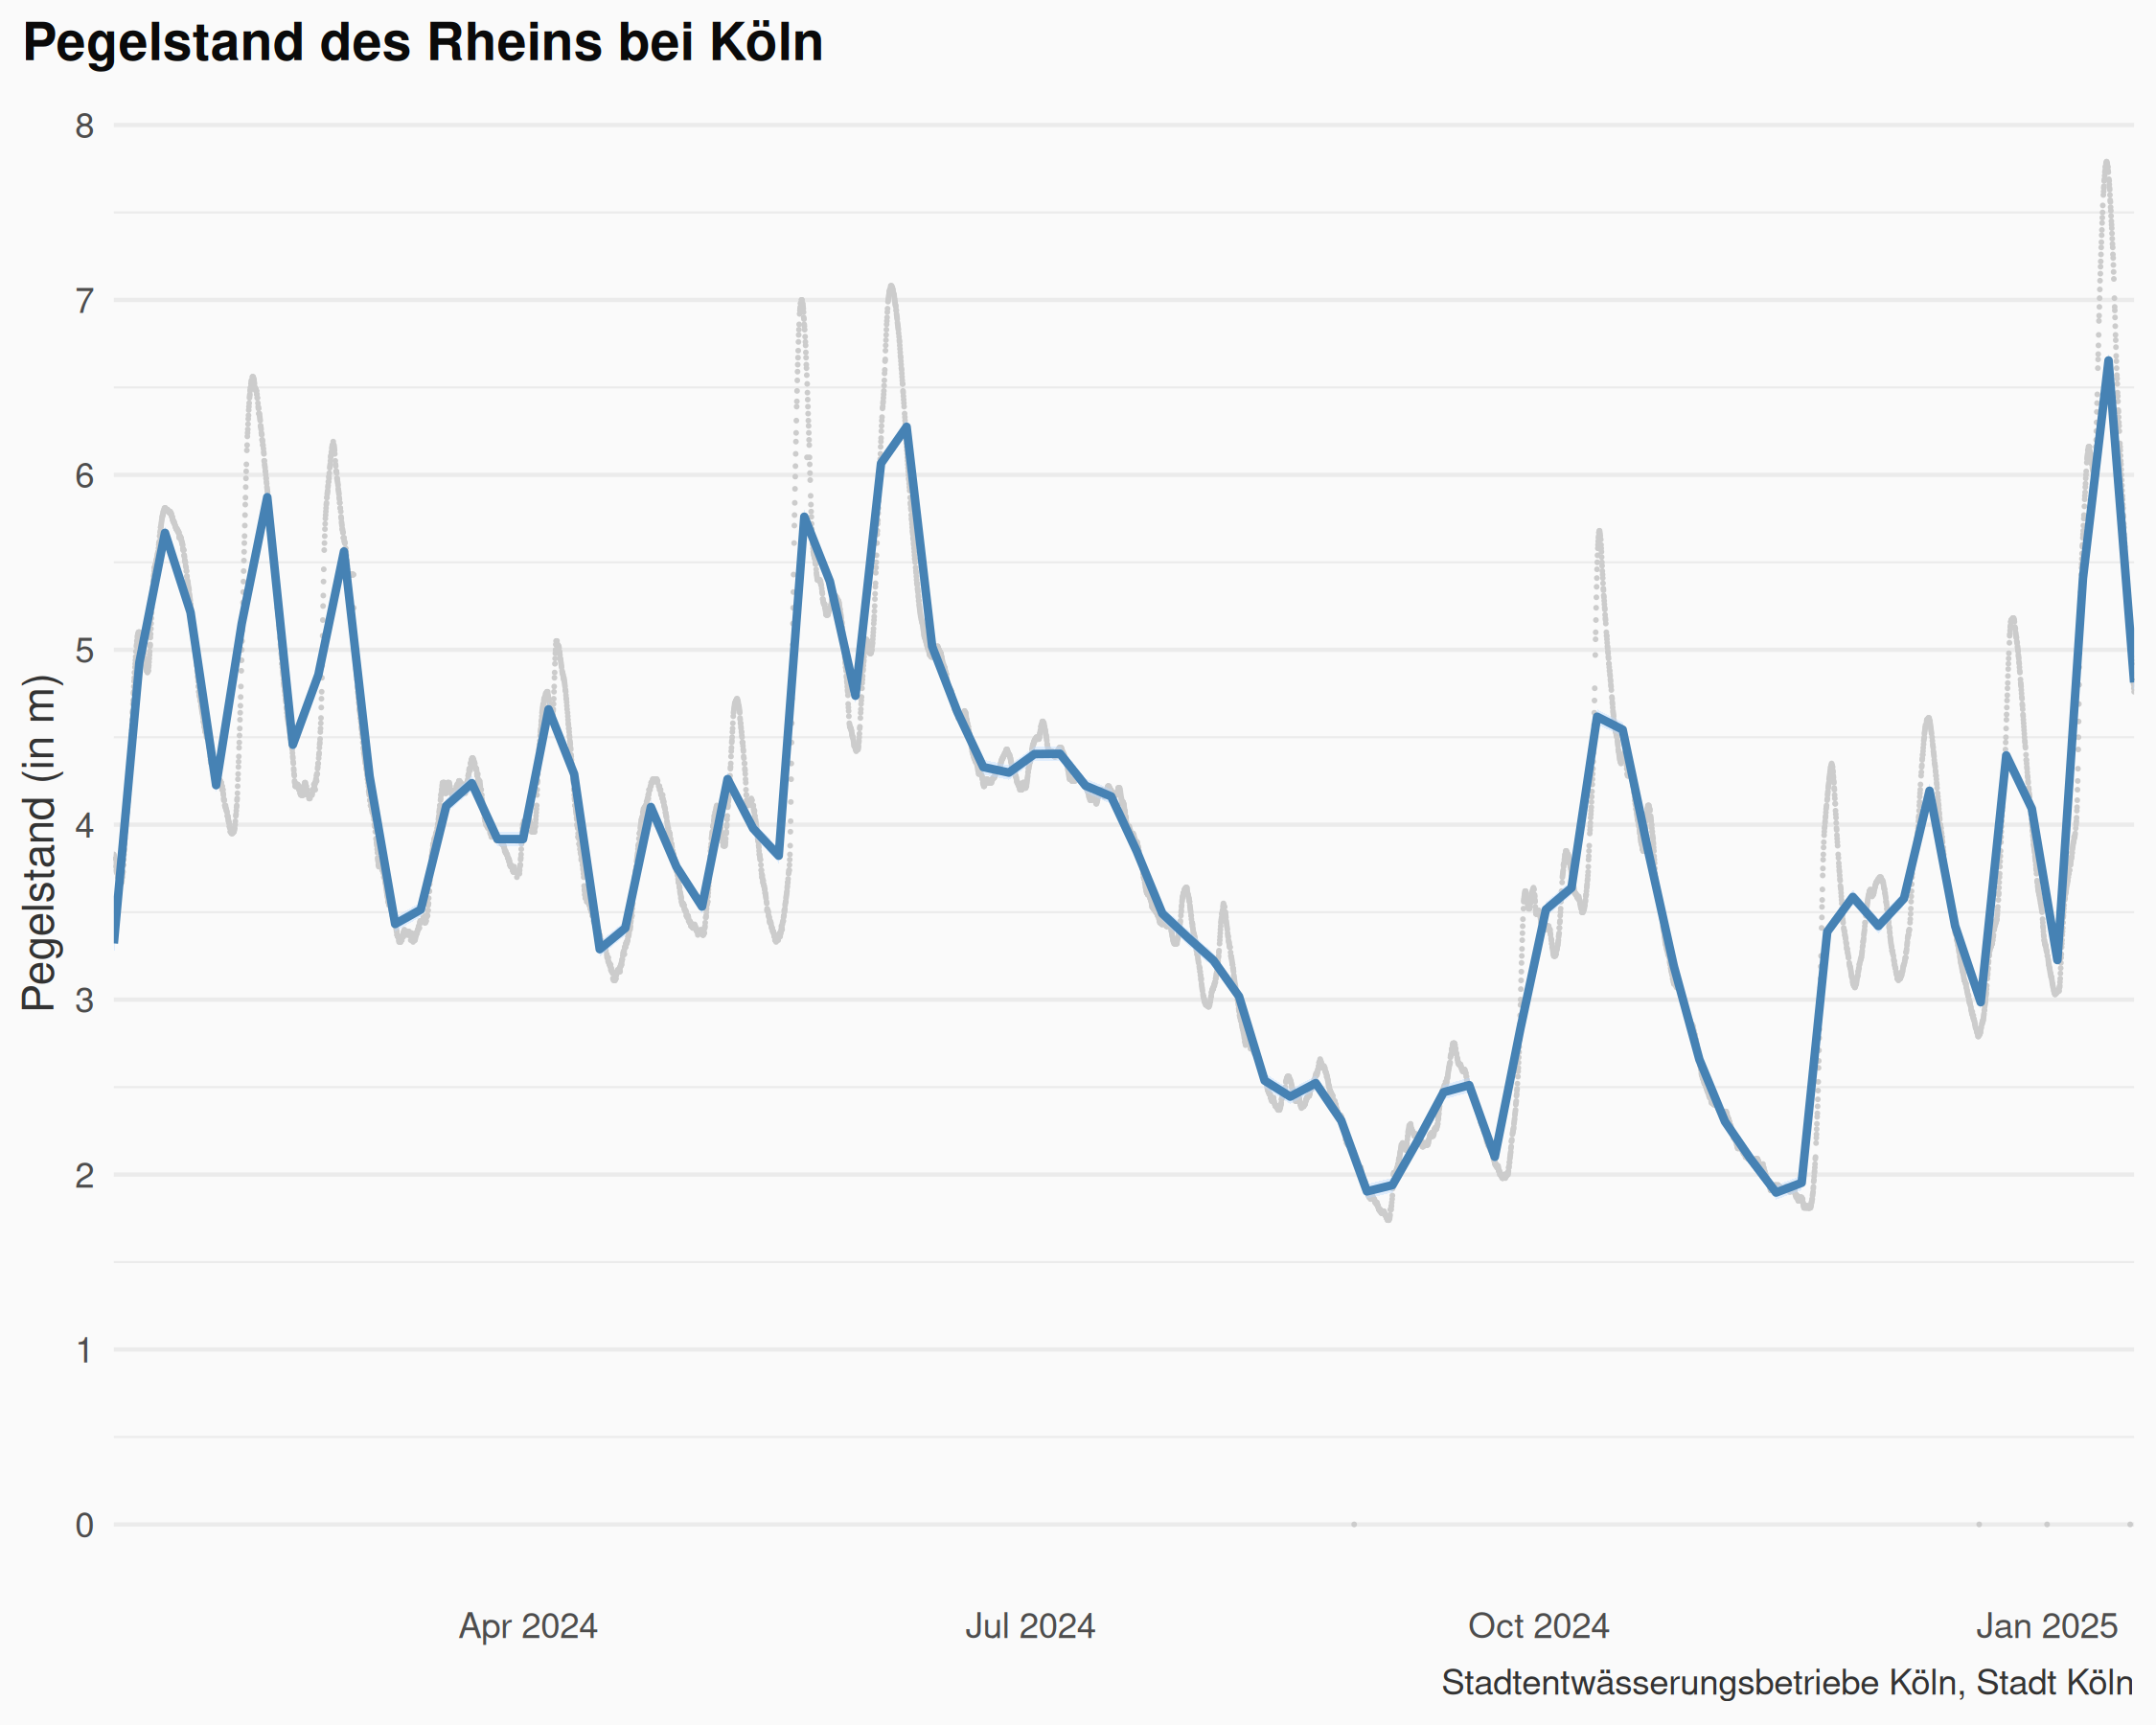 Pegelstand des Rheins bei Köln
Pegelstand (in m)
8
7
6
5
4
3
2
1
0
Apr 2024
Jul 2024
Oct 2024
Jan 2025
Stadtentwässerungsbetriebe Köln, Stadt Köln